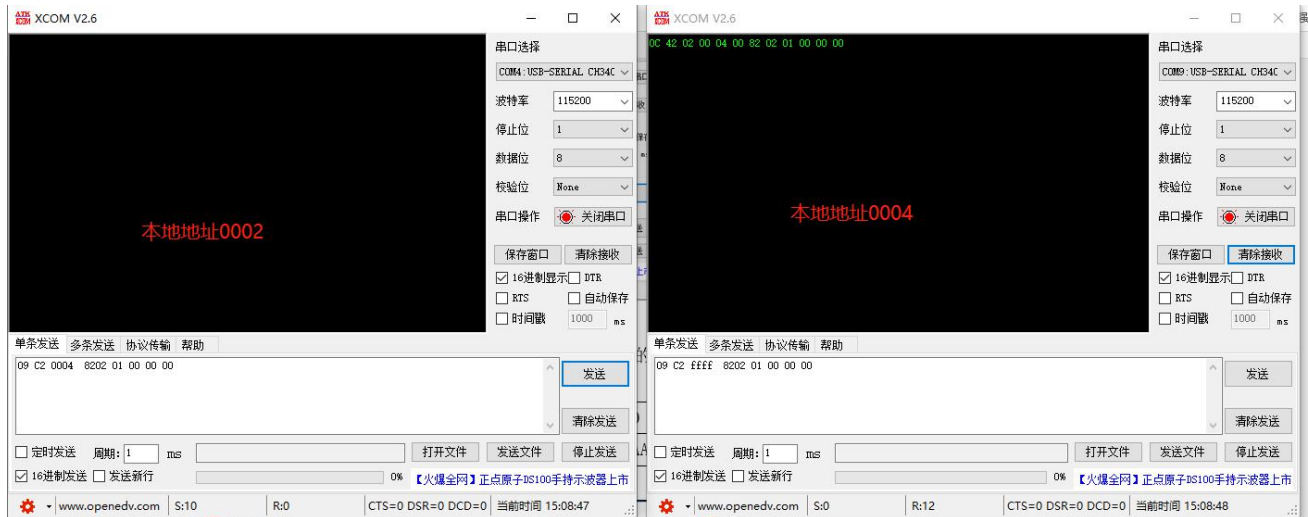 XCOM V2.6
串口选择
COM4:USB-SERIAL CH34C
波特率
115200
停止位
1
数据位
8
校验位
None
串口操作
关闭串口
保存窗口
清除接收
16进制显示
DTR
RTS
自动保存
时间戳
1000
ms
本地地址0002
单条发送
多条发送
协议传输
帮助
09 C2 0004 8202 01 00 00 00
发送
清除发送
定时发送
周期:
1
ms
打开文件
发送文件
停止发送
16进制发送
发送新行
0%
【火爆全网】正点原子DS100手持示波器上市
www.openedv.com
S:10
R:0
CTS=0 DSR=0 DCD=0
当前时间 15:08:47
XCOM V2.6
0C 42 02 00 04 00 82 02 01 00 00 00
串口选择
COM9:USB-SERIAL CH34C
波特率
115200
停止位
1
数据位
8
校验位
None
串口操作
关闭串口
保存窗口
清除接收
16进制显示
DTR
RTS
自动保存
时间戳
1000
ms
本地地址0004
单条发送
多条发送
协议传输
帮助
09 C2 ffff 8202 01 00 00 00
发送
清除发送
定时发送
周期:
1
ms
打开文件
发送文件
停止发送
16进制发送
发送新行
0%
【火爆全网】正点原子DS100手持示波器上市
www.openedv.com
S:0
R:12
CTS=0 DSR=0 DCD=0
当前时间 15:08:48